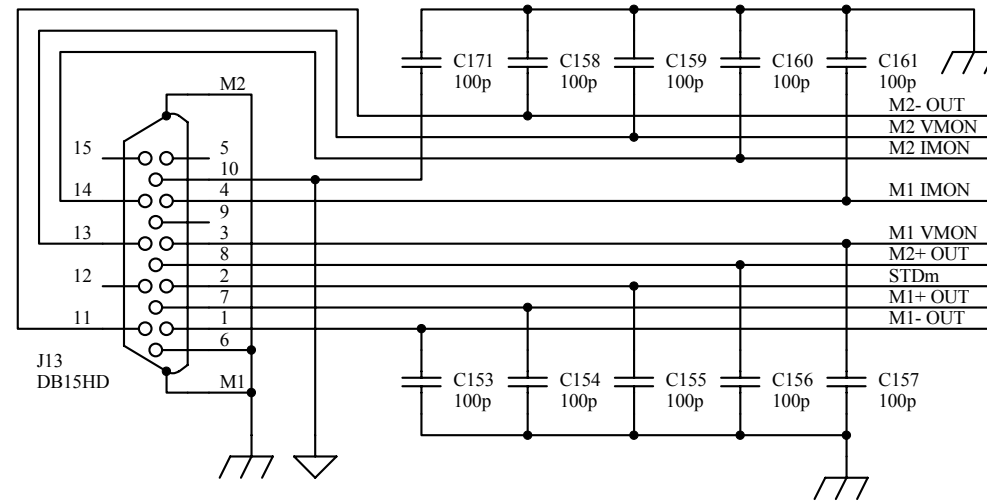 C171
100p
C158
100p
C159
100p
C160
100p
C161
100p
M2
M2- OUT
M2 VMON
M2 IMON
15
5
10
14
4
M1 IMON
9
13
3
M1 VMON
8
M2+ OUT
12
2
STDm
7
M1+ OUT
11
1
M1- OUT
6
J13
DB15HD
M1
C153
100p
C154
100p
C155
100p
C156
100p
C157
100p